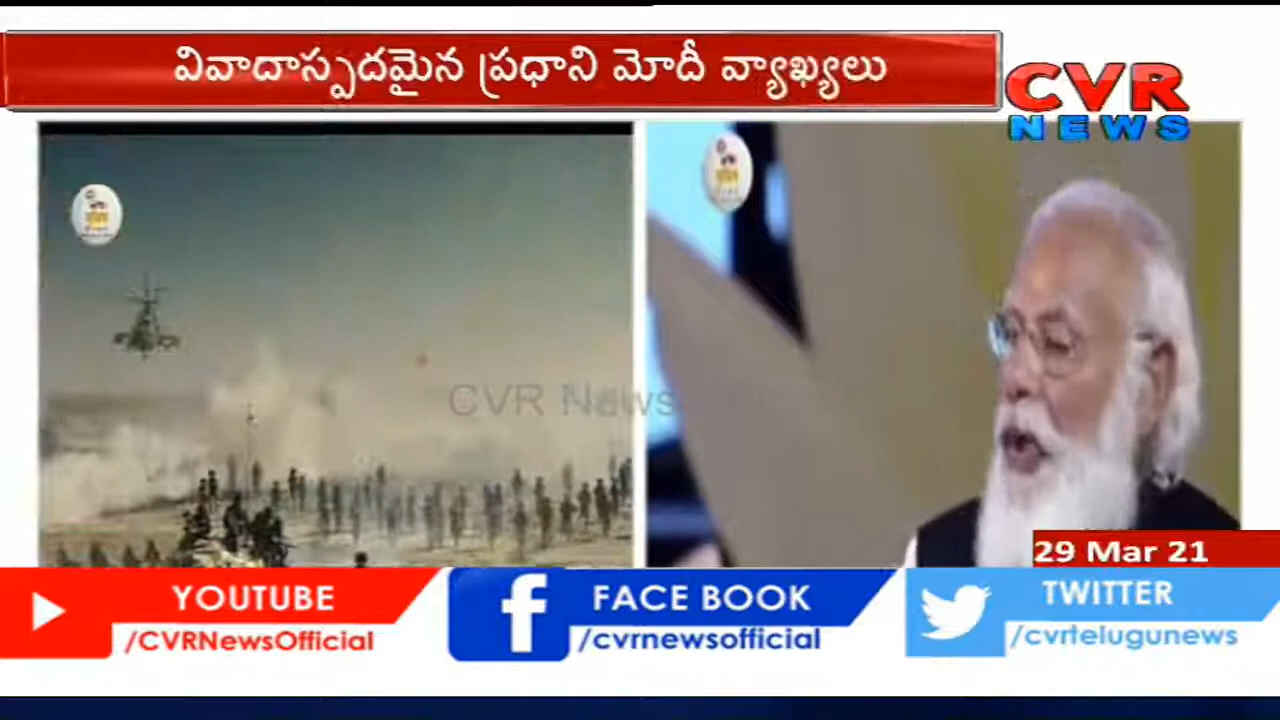 వివాదాస్పదమైన ప్రధాని మోదీ వ్యాఖ్యలు
CVR
NEWS
CVR News
29 Mar 21
YOUTUBE
/CVRNewsOfficial
FACE BOOK
/cvrnewsofficial
TWITTER
/cvrtelugunews